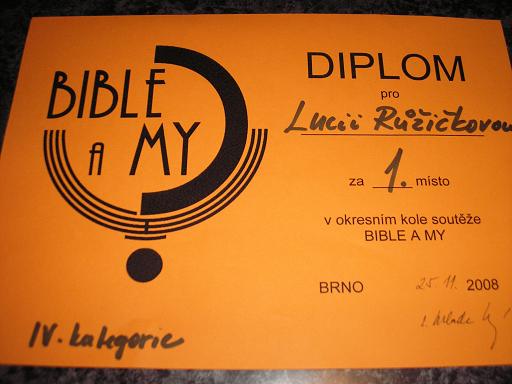 BIBLE
A MY
DIPLOM
pro
Lucii Růžičkovou
za 1. místo
v okresním kole soutěže
BIBLE A MY
BRNO 25. 11. 2008
IV. kategorie